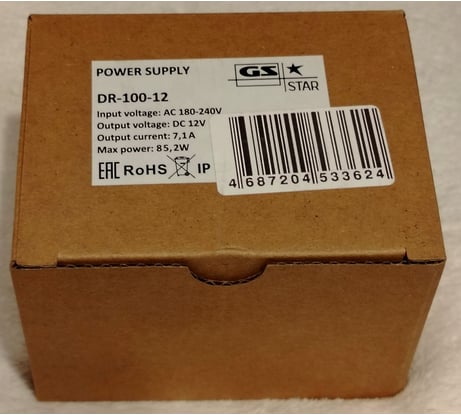 POWER SUPPLY
GS
STAR
DR-100-12
Input voltage: AC 180-240V
Output voltage: DC 12V
Output current: 7,1A
Max power: 85,2W
EAC RoHS IP
4 687204 533624